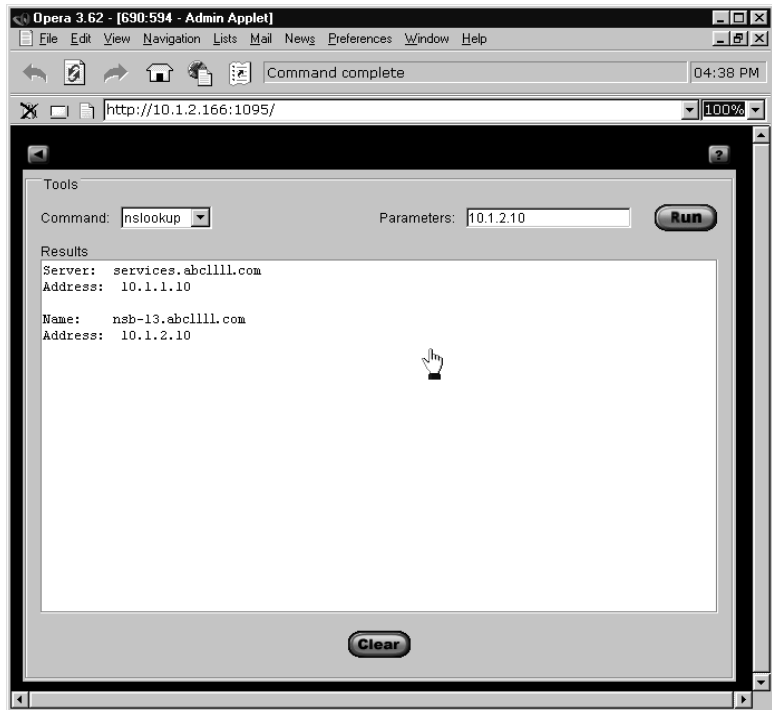 Opera 3.62 - [690:594 - Admin Applet]
File Edit View Navigation Lists Mail News Preferences Window Help
Command complete
04:38 PM
http://10.1.2.166:1095/
100%
?
Tools
Command: nslookup
Parameters: 10.1.2.10
Run
Results
Server: services.abcllll.com
Address: 10.1.1.10
Name: nsb-13.abcllll.com
Address: 10.1.2.10
Clear